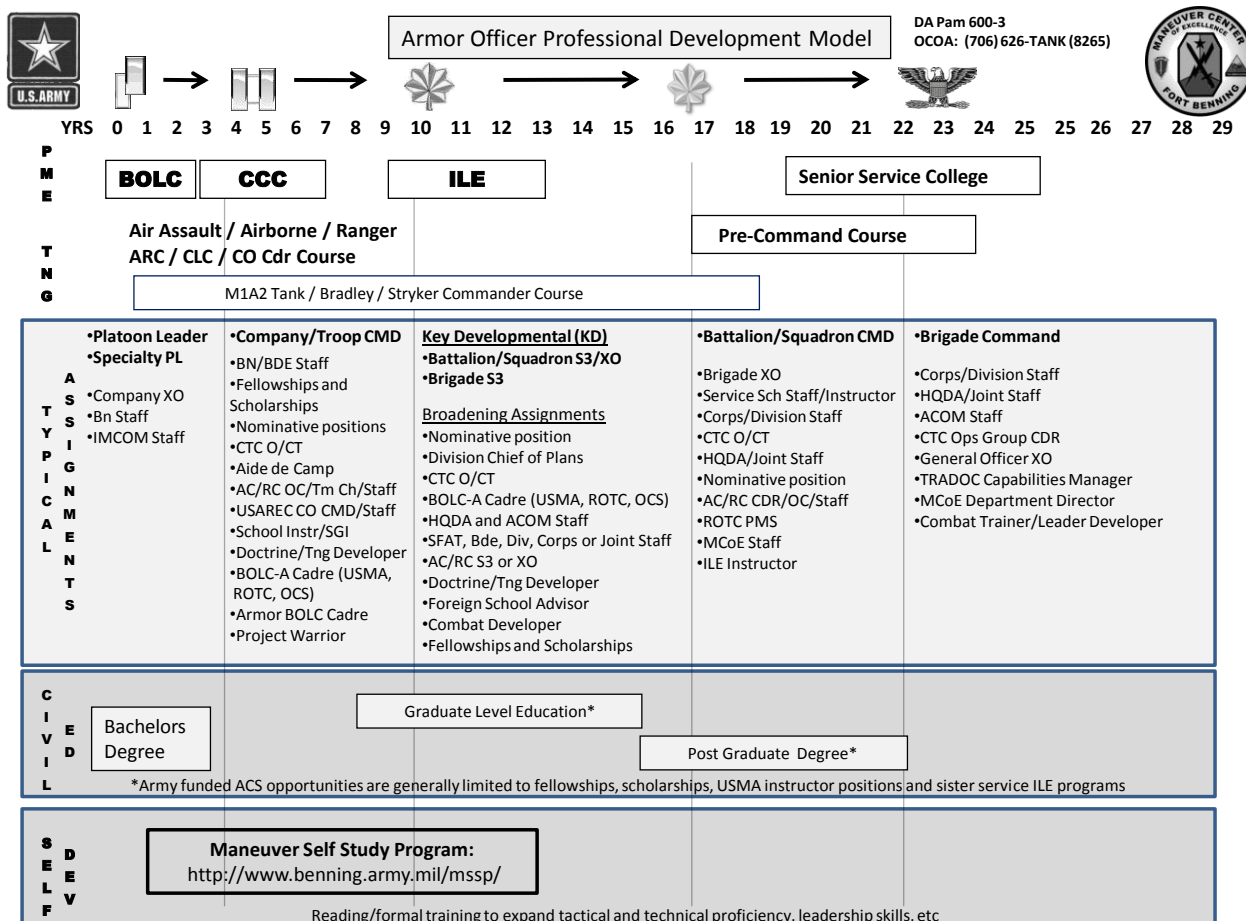 Armor Officer Professional Development Model
DA Pam 600-3
OCOA: (706) 626-TANK (8265)
U.S.ARMY
MANEUVER CENTER
OF EXCELLENCE
FORT BENNING
YRS 0 1 2 3 4 5 6 7 8 9 10 11 12 13 14 15 16 17 18 19 20 21 22 23 24 25 25 26 27 28 29
PME
BOLC
CCC
ILE
Senior Service College
Pre-Command Course
TNG
Air Assault / Airborne / Ranger
ARC / CLC / CO Cdr Course
M1A2 Tank / Bradley / Stryker Commander Course
TYPICAL
ASSIGNMENTS
•Platoon Leader
•Specialty PL
•Company XO
•Bn Staff
•IMCOM Staff
•Company/Troop CMD
•BN/BDE Staff
•Fellowships and
Scholarships
•Nominative positions
•CTC O/CT
•Aide de Camp
•AC/RC OC/Tm Ch/Staff
•USAREC CO CMD/Staff
•School Instr/SGI
•Doctrine/Tng Developer
•BOLC-A Cadre (USMA,
ROTC, OCS)
•Armor BOLC Cadre
•Project Warrior
Key Developmental (KD)
•Battalion/Squadron S3/XO
•Brigade S3
Broadening Assignments
•Nominative position
•Division Chief of Plans
•CTC O/CT
•BOLC-A Cadre (USMA, ROTC, OCS)
•HQDA and ACOM Staff
•SFAT, Bde, Div, Corps or Joint Staff
•AC/RC S3 or XO
•Doctrine/Tng Developer
•Foreign School Advisor
•Combat Developer
•Fellowships and Scholarships
•Battalion/Squadron CMD
•Brigade XO
•Service Sch Staff/Instructor
•Corps/Division Staff
•CTC O/CT
•HQDA/Joint Staff
•Nominative position
•AC/RC CDR/OC/Staff
•ROTC PMS
•MCoE Staff
•ILE Instructor
•Brigade Command
•Corps/Division Staff
•HQDA/Joint Staff
•ACOM Staff
•CTC Ops Group CDR
•General Officer XO
•TRADOC Capabilities Manager
•MCoE Department Director
•Combat Trainer/Leader Developer
CIVIL
ED
Bachelors
Degree
Graduate Level Education*
Post Graduate Degree*
*Army funded ACS opportunities are generally limited to fellowships, scholarships, USMA instructor positions and sister service ILE programs
SELF
DEV
Maneuver Self Study Program:
http://www.benning.army.mil/mssp/
Reading/formal training to expand tactical and technical proficiency, leadership skills, etc